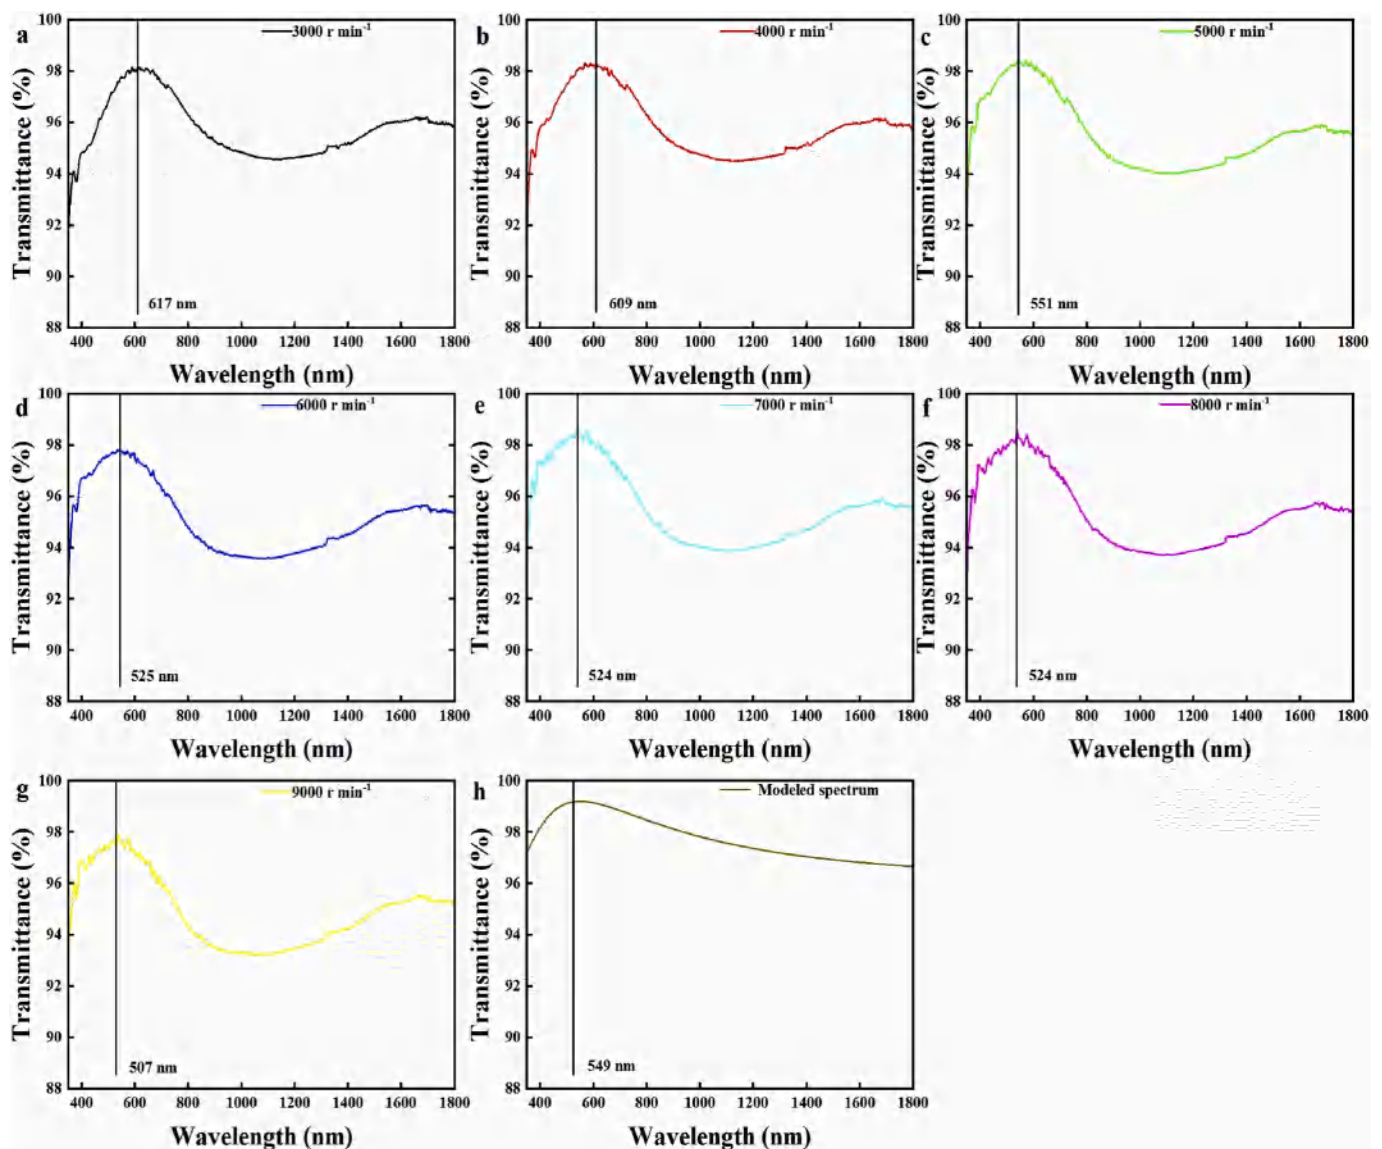 a
3000 r min⁻¹
Transmittance (%)
100
98
96
94
92
90
88
617 nm
400 600 800 1000 1200 1400 1600 1800
Wavelength (nm)
b
4000 r min⁻¹
Transmittance (%)
100
98
96
94
92
90
88
609 nm
400 600 800 1000 1200 1400 1600 1800
Wavelength (nm)
c
5000 r min⁻¹
Transmittance (%)
100
98
96
94
92
90
88
551 nm
400 600 800 1000 1200 1400 1600 1800
Wavelength (nm)
d
6000 r min⁻¹
Transmittance (%)
100
98
96
94
92
90
88
525 nm
400 600 800 1000 1200 1400 1600 1800
Wavelength (nm)
e
7000 r min⁻¹
Transmittance (%)
100
98
96
94
92
90
88
524 nm
400 600 800 1000 1200 1400 1600 1800
Wavelength (nm)
f
8000 r min⁻¹
Transmittance (%)
100
98
96
94
92
90
88
524 nm
400 600 800 1000 1200 1400 1600 1800
Wavelength (nm)
g
9000 r min⁻¹
Transmittance (%)
100
98
96
94
92
90
88
507 nm
400 600 800 1000 1200 1400 1600 1800
Wavelength (nm)
h
Modeled spectrum
Transmittance (%)
100
98
96
94
92
90
88
549 nm
400 600 800 1000 1200 1400 1600 1800
Wavelength (nm)